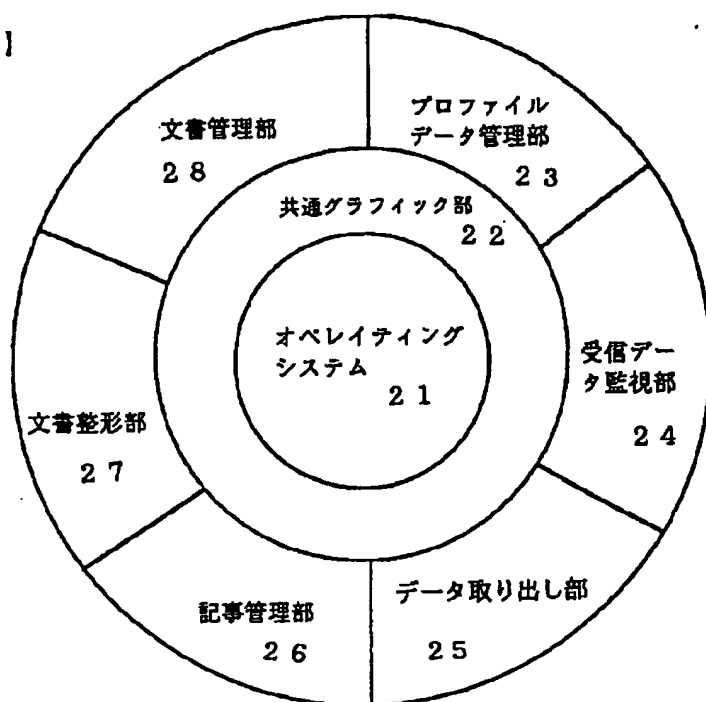 】
文書管理部
28
プロファイル
データ管理部
23
共通グラフィック部
22
オペレイティング
システム
21
受信デー
タ監視部
24
文書整形部
27
記事管理部
26
データ取り出し部
25